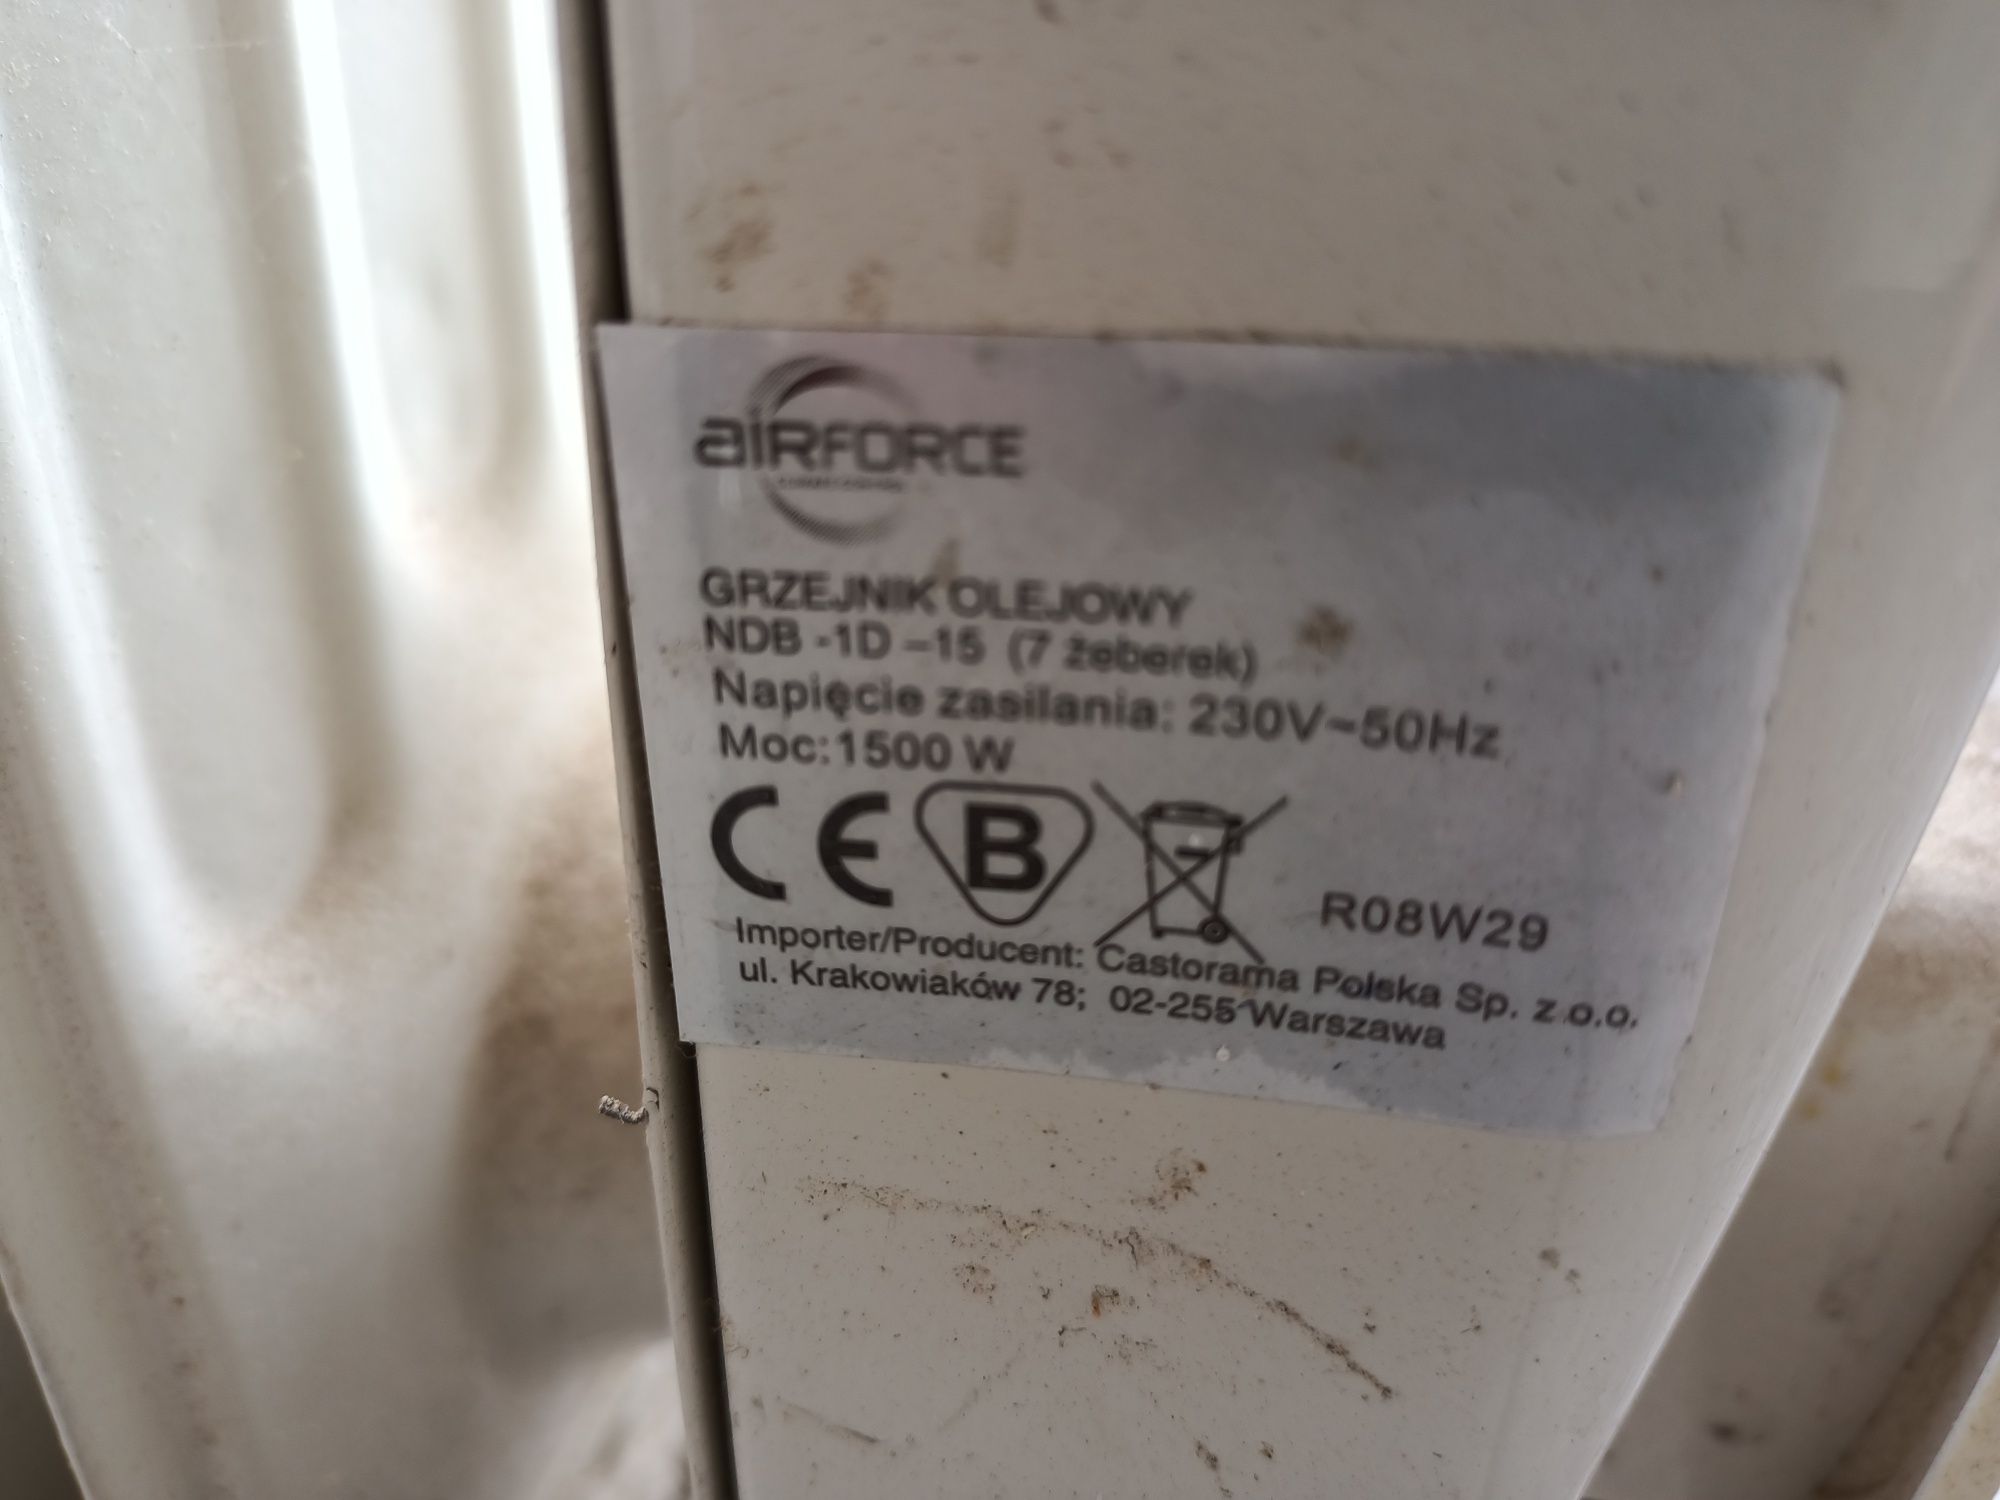 aiRFORCE
GRZEJNIK OLEJOWY
NDB -1D –15 (7 żeberek)
Napięcie zasilania: 230V~50Hz
Moc: 1500 W
CE B
R08W29
Importer/Producent: Castorama Polska Sp. z.o.o.
ul. Krakowiaków 78; 02-255 Warszawa